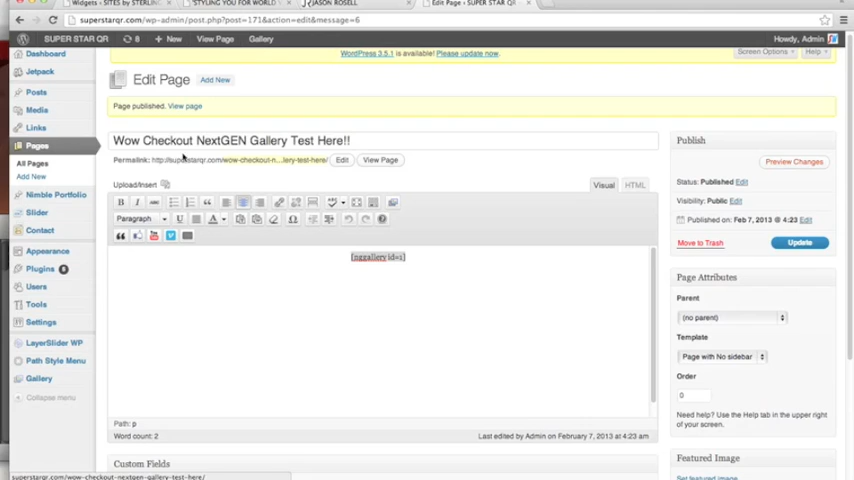 Widgets ‹ SITES by STERLING
"STYLING YOU FOR WORLD
JASON ROSELL
Edit Page ‹ SUPER STAR QR
superstarqr.com/wp-admin/post.php?post=171&action=edit&message=6
SUPER STAR QR 8 + New View Page Gallery Howdy, Admin
Dashboard
Jetpack
Posts
Media
Links
Pages
All Pages
Add New
Nimble Portfolio
Slider
Contact
Appearance
Plugins 8
Users
Tools
Settings
LayerSlider WP
Path Style Menu
Gallery
Collapse menu
WordPress 3.5.1 is available! Please update now.
Screen Options Help
Edit Page Add New
Page published. View page
Wow Checkout NextGEN Gallery Test Here!!
Permalink: http://superstarqr.com/wow-checkout-n...lery-test-here/ Edit View Page
Upload/Insert Visual HTML
B I ABC
Paragraph U A
[nggallery id=1]
Path: p
Word count: 2 Last edited by Admin on February 7, 2013 at 4:23 am
Custom Fields
Publish
Preview Changes
Status: Published Edit
Visibility: Public Edit
Published on: Feb 7, 2013 @ 4:23 Edit
Move to Trash Update
Page Attributes
Parent
(no parent)
Template
Page with No sidebar
Order
0
Need help? Use the Help tab in the upper right
of your screen.
Featured Image
Set featured image
superstarqr.com/wow-checkout-nextgen-gallery-test-here/